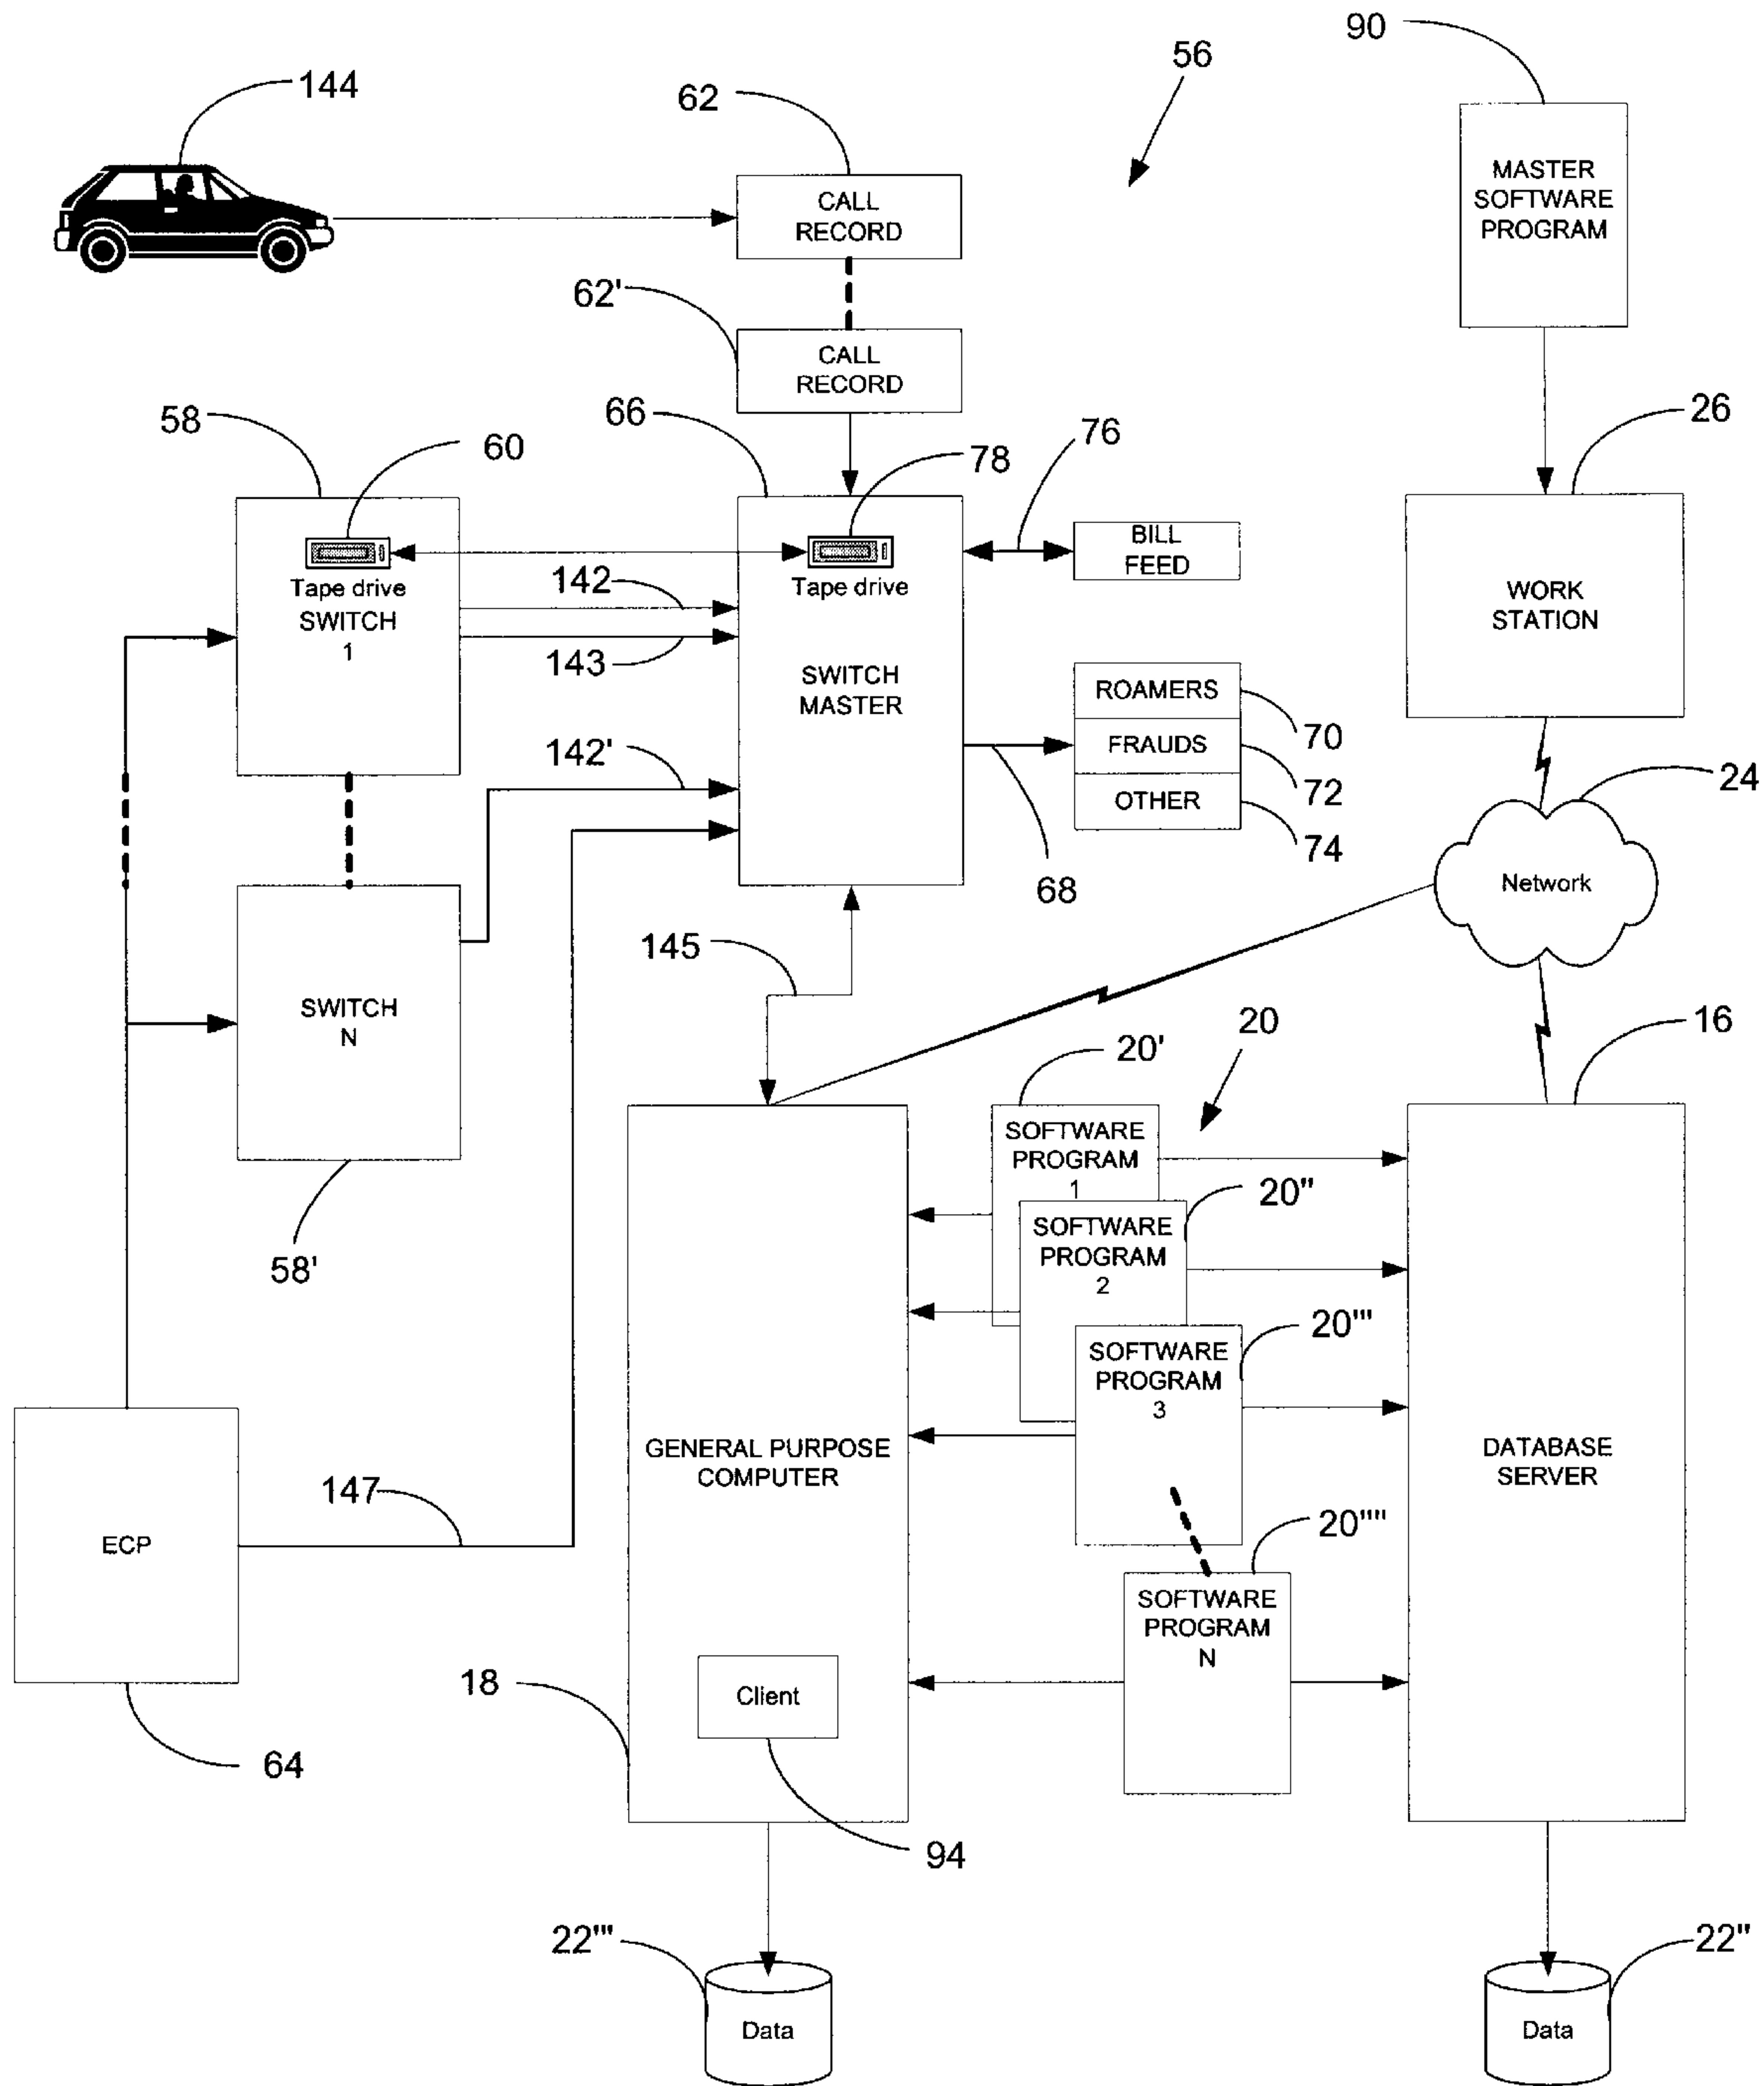 90
56
144
62
MASTER
SOFTWARE
PROGRAM
CALL
RECORD
62'
CALL
RECORD
58
60
66
78
76
26
BILL
FEED
Tape drive
SWITCH
1
142
143
Tape drive
SWITCH
MASTER
WORK
STATION
ROAMERS
70
FRAUDS
72
OTHER
74
142'
68
24
Network
145
SWITCH
N
58'
20'
20
16
SOFTWARE
PROGRAM
1
20"
SOFTWARE
PROGRAM
2
20"'
SOFTWARE
PROGRAM
3
GENERAL PURPOSE
COMPUTER
DATABASE
SERVER
147
ECP
20""
SOFTWARE
PROGRAM
N
18
Client
64
94
22"'
Data
22"
Data